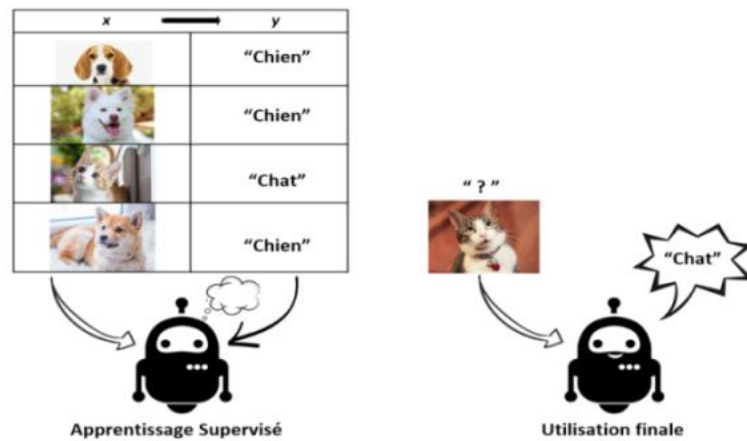 x y
“Chien”
“Chien”
“Chat”
“Chien”
“ ? ”
“Chat”
Apprentissage Supervisé
Utilisation finale